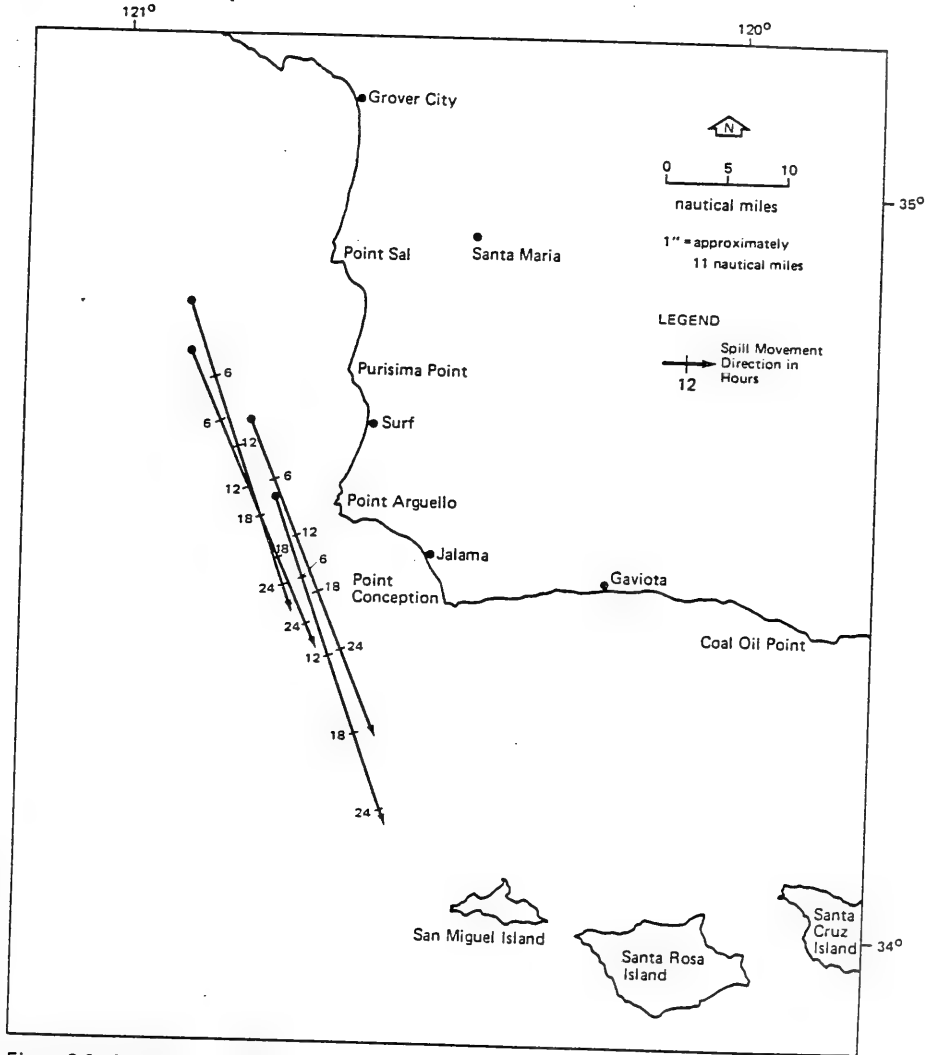 121°
120°
Grover City
N
0 5 10
nautical miles
35°
1" = approximately
11 nautical miles
Point Sal
Santa Maria
LEGEND
Spill Movement
Direction in
Hours
12
Purisima Point
6
6
Surf
12
6
12
Point Arguello
18
12
18
Jalama
6
24
18
Point
Conception
Gaviota
24
12
24
Coal Oil Point
18
24
San Miguel Island
Santa Rosa
Island
Santa
Cruz
Island
34°